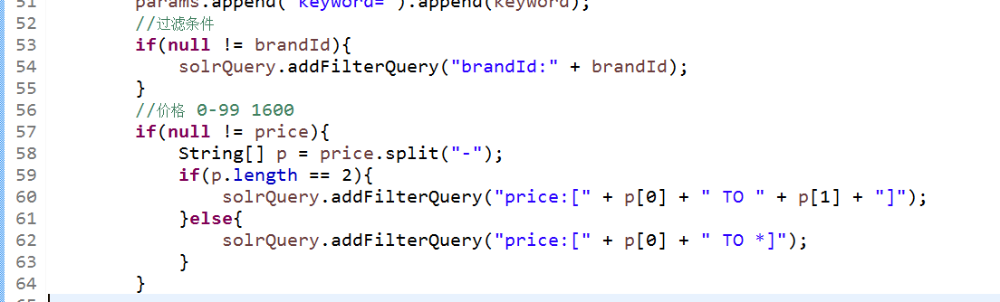 51 params.append("keyword=").append(keyword);
52 //过滤条件
53 if(null != brandId){
54 solrQuery.addFilterQuery("brandId:" + brandId);
55 }
56 //价格 0-99 1600
57 if(null != price){
58 String[] p = price.split("-");
59 if(p.length == 2){
60 solrQuery.addFilterQuery("price:[" + p[0] + " TO " + p[1] + "]");
61 }else{
62 solrQuery.addFilterQuery("price:[" + p[0] + " TO *]");
63 }
64 }
65